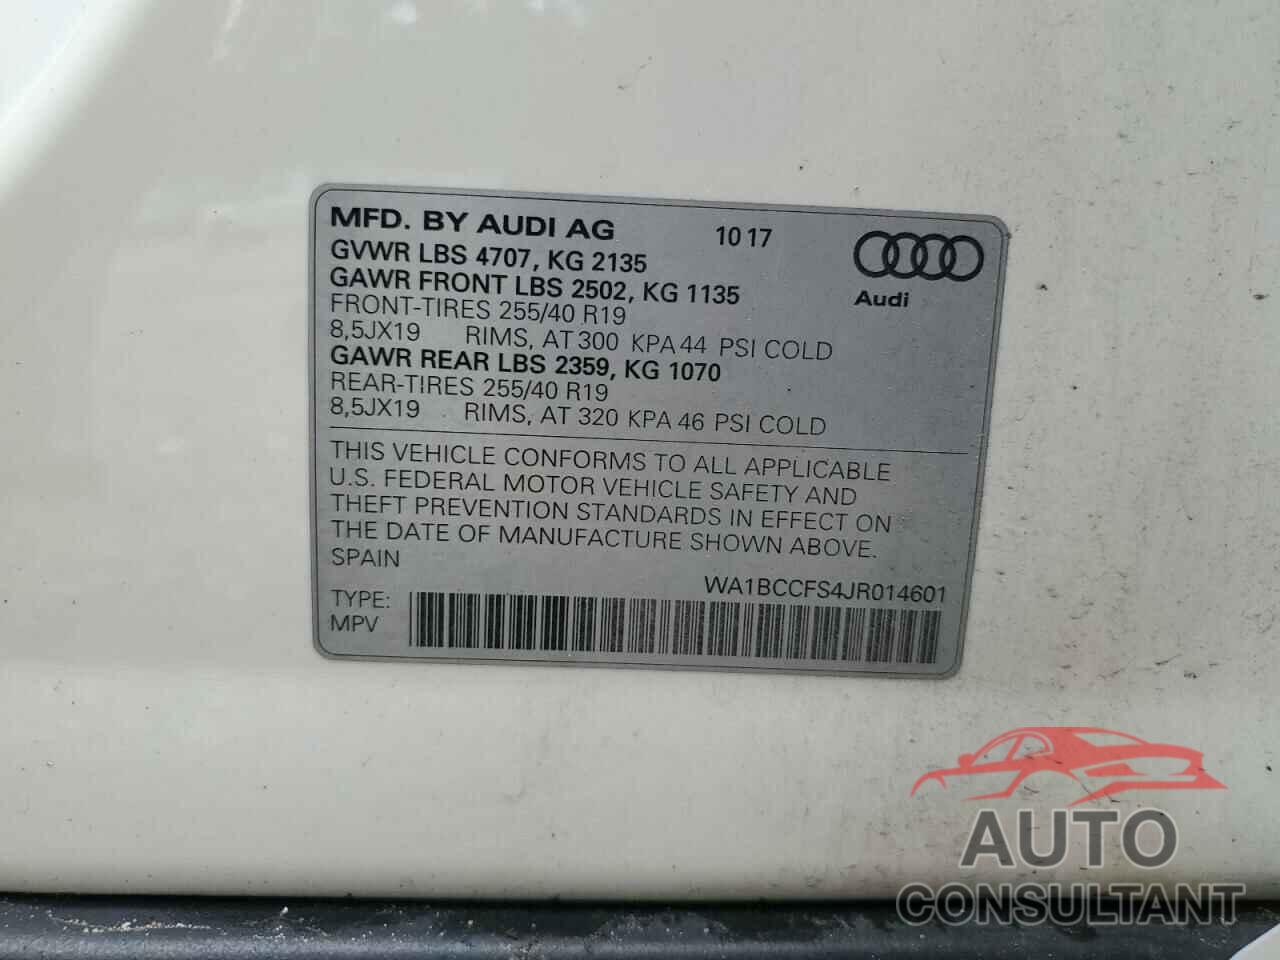 MFD. BY AUDI AG 10 17
GVWR LBS 4707, KG 2135
GAWR FRONT LBS 2502, KG 1135
FRONT-TIRES 255/40 R19
8,5JX19 RIMS, AT 300 KPA 44 PSI COLD
GAWR REAR LBS 2359, KG 1070
REAR-TIRES 255/40 R19
8,5JX19 RIMS, AT 320 KPA 46 PSI COLD
Audi
THIS VEHICLE CONFORMS TO ALL APPLICABLE
U.S. FEDERAL MOTOR VEHICLE SAFETY AND
THEFT PREVENTION STANDARDS IN EFFECT ON
THE DATE OF MANUFACTURE SHOWN ABOVE.
SPAIN
WA1BCCFS4JR014601
TYPE:
MPV
AUTO
CONSULTANT